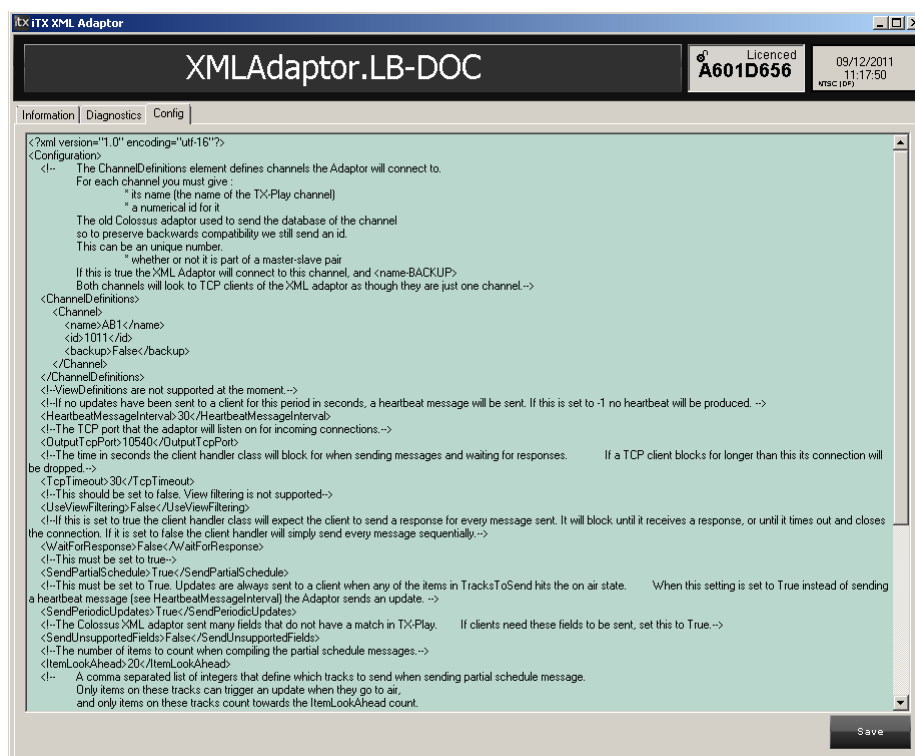 itx iTX XML Adaptor
XMLAdaptor.LB-DOC
Licenced
A601D656
09/12/2011
11:17:50
NTSC (DF)
Information Diagnostics Config
<?xml version="1.0" encoding="utf-16"?>
<Configuration>
<!-- The ChannelDefinitions element defines channels the Adaptor will connect to.
For each channel you must give :
* its name (the name of the TX-Play channel)
* a numerical id for it
The old Colossus adaptor used to send the database of the channel
so to preserve backwards compatibility we still send an id.
This can be an unique number.
* whether or not it is part of a master-slave pair
If this is true the XML Adaptor will connect to this channel, and <name-BACKUP>
Both channels will look to TCP clients of the XML adaptor as though they are just one channel.-->
<ChannelDefinitions>
<Channel>
<name>AB1</name>
<id>1011</id>
<backup>False</backup>
</Channel>
</ChannelDefinitions>
<!--ViewDefinitions are not supported at the moment.-->
<!--If no updates have been sent to a client for this period in seconds, a heartbeat message will be sent. If this is set to -1 no heartbeat will be produced. -->
<HeartbeatMessageInterval>30</HeartbeatMessageInterval>
<!--The TCP port that the adaptor will listen on for incoming connections.-->
<OutputTcpPort>10540</OutputTcpPort>
<!--The time in seconds the client handler class will block for when sending messages and waiting for responses. If a TCP client blocks for longer than this its connection will
be dropped.-->
<TcpTimeout>30</TcpTimeout>
<!--This should be set to false. View filtering is not supported-->
<UseViewFiltering>False</UseViewFiltering>
<!--If this is set to true the client handler class will expect the client to send a response for every message sent. It will block until it receives a response, or until it times out and closes
the connection. If it is set to false the client handler will simply send every message sequentially.-->
<WaitForResponse>False</WaitForResponse>
<!--This must be set to true-->
<SendPartialSchedule>True</SendPartialSchedule>
<!--This must be set to True. Updates are always sent to a client when any of the items in TracksToSend hits the on air state. When this setting is set to True instead of sending
a heartbeat message (see HeartbeatMessageInterval) the Adaptor sends an update. -->
<SendPeriodicUpdates>True</SendPeriodicUpdates>
<!--The Colossus XML adaptor sent many fields that do not have a match in TX-Play. If clients need these fields to be sent, set this to True.-->
<SendUnsupportedFields>False</SendUnsupportedFields>
<!--The number of items to count when compiling the partial schedule messages.-->
<ItemLookAhead>20</ItemLookAhead>
<!-- A comma separated list of integers that define which tracks to send when sending partial schedule message.
Only items on these tracks can trigger an update when they go to air,
and only items on these tracks count towards the ItemLookAhead count.
Save